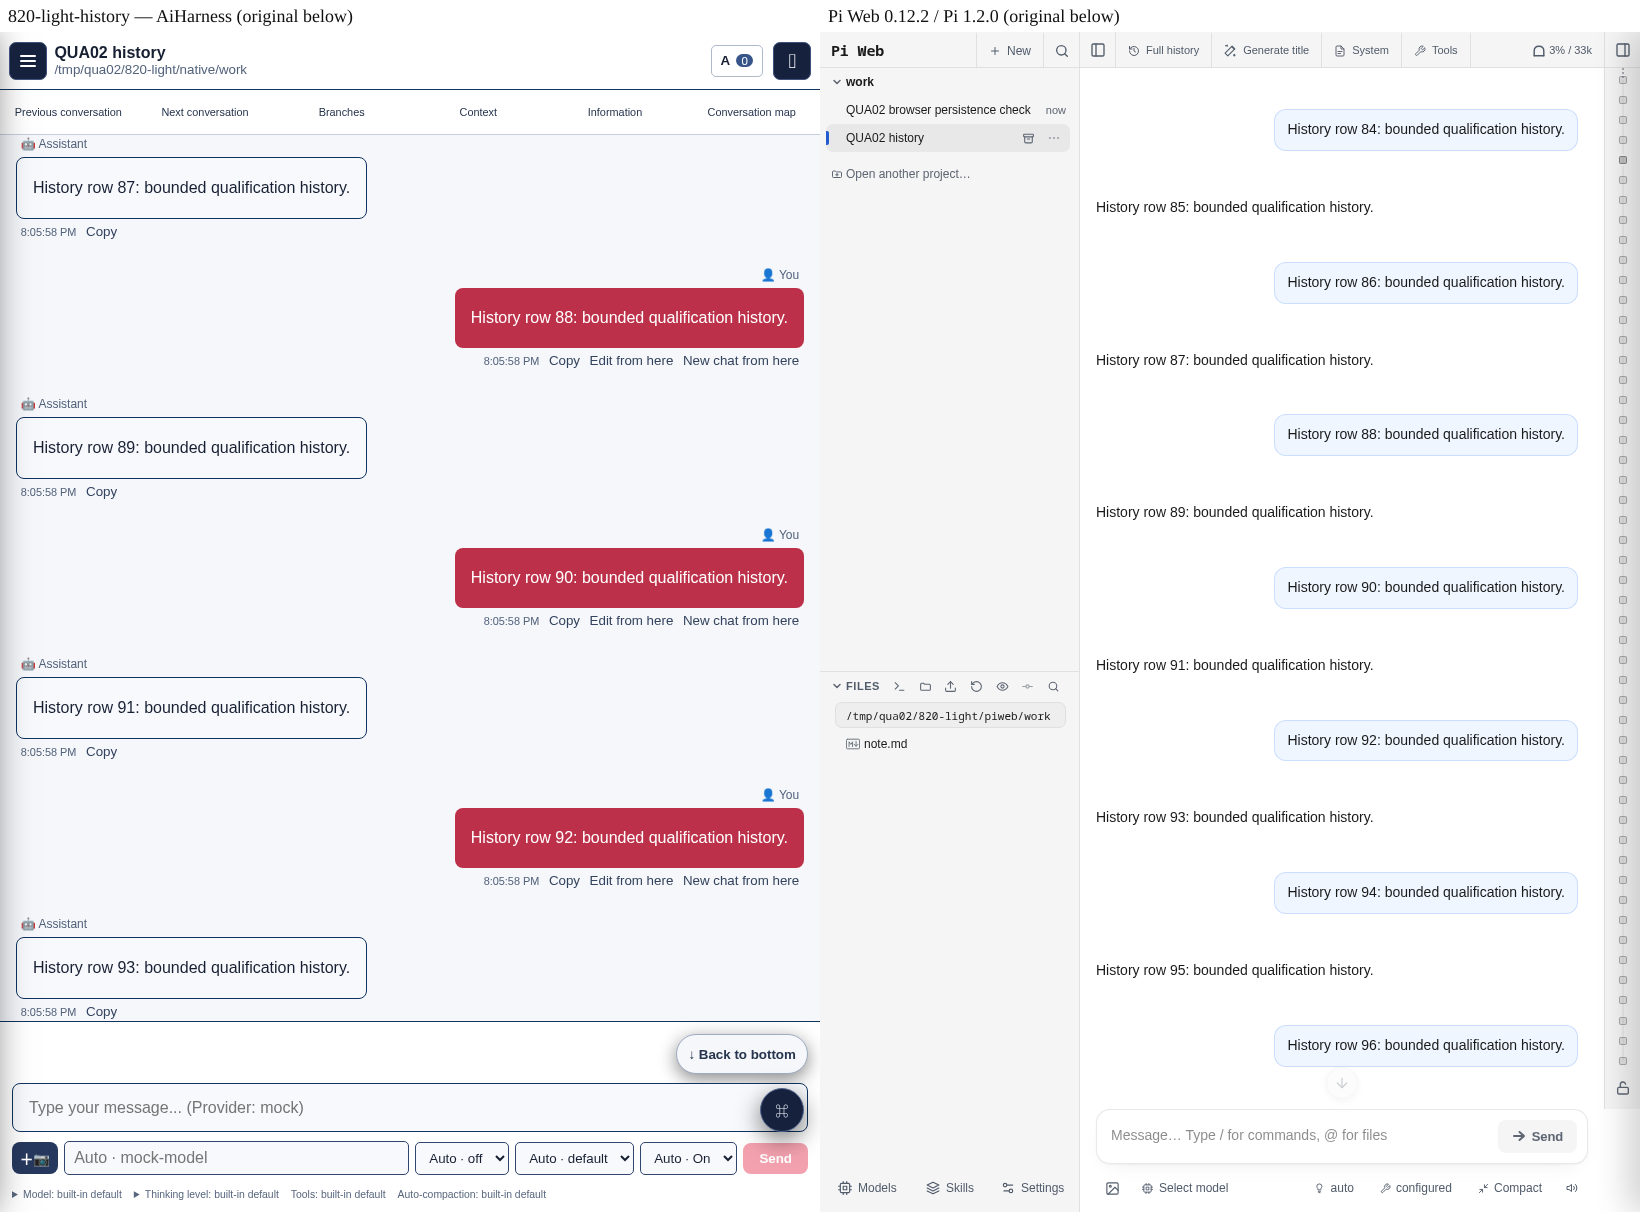 820-light-history — AiHarness (original below)
QUA02 history
/tmp/qua02/820-light/native/work
A 0
Previous conversation
Next conversation
Branches
Context
Information
Conversation map
🤖 Assistant
History row 87: bounded qualification history.
8:05:58 PM Copy
👤 You
History row 88: bounded qualification history.
8:05:58 PM Copy Edit from here New chat from here
🤖 Assistant
History row 89: bounded qualification history.
8:05:58 PM Copy
👤 You
History row 90: bounded qualification history.
8:05:58 PM Copy Edit from here New chat from here
🤖 Assistant
History row 91: bounded qualification history.
8:05:58 PM Copy
👤 You
History row 92: bounded qualification history.
8:05:58 PM Copy Edit from here New chat from here
🤖 Assistant
History row 93: bounded qualification history.
8:05:58 PM Copy
↓ Back to bottom
Type your message... (Provider: mock)
Auto · mock-model
Auto · off
Auto · default
Auto · On
Send
Model: built-in default
Thinking level: built-in default
Tools: built-in default
Auto-compaction: built-in default
Pi Web 0.12.2 / Pi 1.2.0 (original below)
Pi Web
New
Full history
Generate title
System
Tools
3% / 33k
work
QUA02 browser persistence check now
QUA02 history
Open another project…
FILES
/tmp/qua02/820-light/piweb/work
note.md
Models
Skills
Settings
History row 84: bounded qualification history.
History row 85: bounded qualification history.
History row 86: bounded qualification history.
History row 87: bounded qualification history.
History row 88: bounded qualification history.
History row 89: bounded qualification history.
History row 90: bounded qualification history.
History row 91: bounded qualification history.
History row 92: bounded qualification history.
History row 93: bounded qualification history.
History row 94: bounded qualification history.
History row 95: bounded qualification history.
History row 96: bounded qualification history.
Message… Type / for commands, @ for files
Send
Select model
auto
configured
Compact